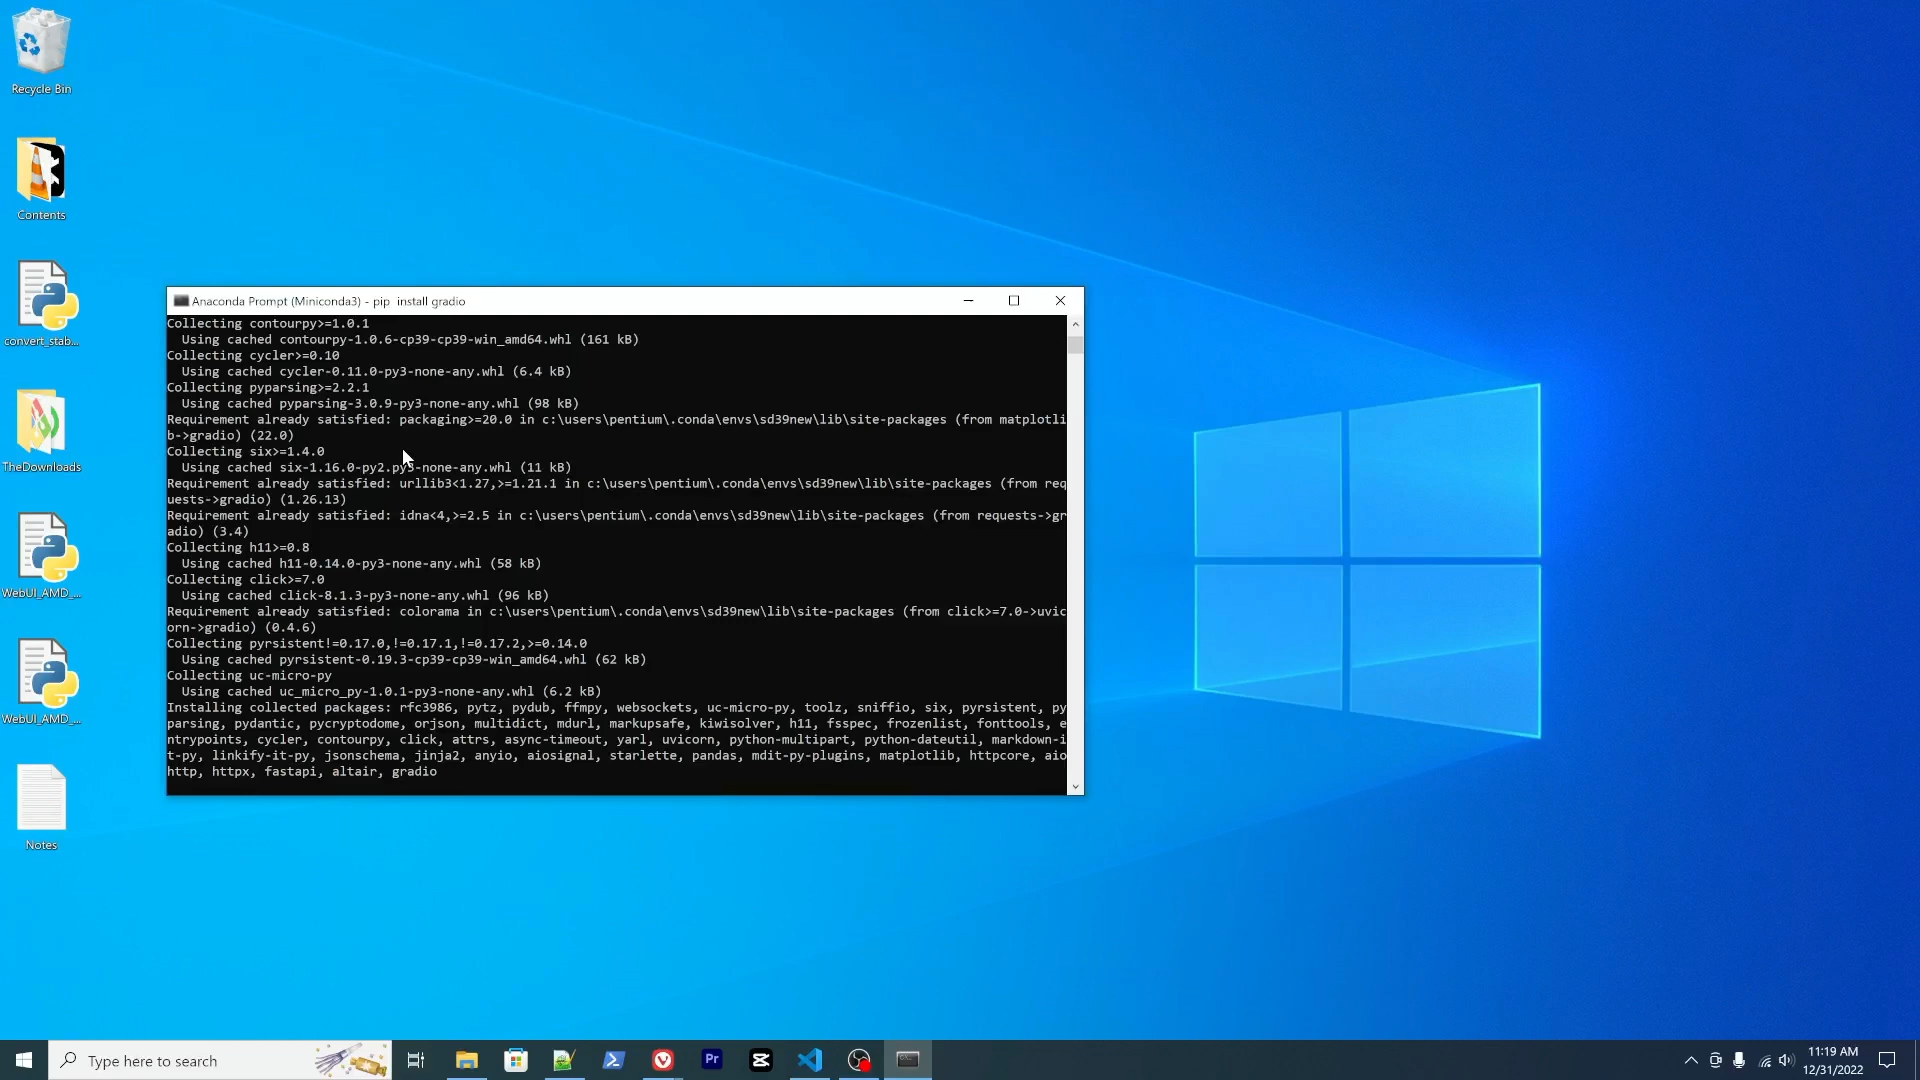 Recycle Bin
Contents
convert_stab...
TheDownloads
WebUI_AMD_...
WebUI_AMD_...
Notes
Anaconda Prompt (Miniconda3) - pip  install gradio
Collecting contourpy>=1.0.1
  Using cached contourpy-1.0.6-cp39-cp39-win_amd64.whl (161 kB)
Collecting cycler>=0.10
  Using cached cycler-0.11.0-py3-none-any.whl (6.4 kB)
Collecting pyparsing>=2.2.1
  Using cached pyparsing-3.0.9-py3-none-any.whl (98 kB)
Requirement already satisfied: packaging>=20.0 in c:\users\pentium\.conda\envs\sd39new\lib\site-packages (from matplotli
b->gradio) (22.0)
Collecting six>=1.4.0
  Using cached six-1.16.0-py2.py3-none-any.whl (11 kB)
Requirement already satisfied: urllib3<1.27,>=1.21.1 in c:\users\pentium\.conda\envs\sd39new\lib\site-packages (from req
uests->gradio) (1.26.13)
Requirement already satisfied: idna<4,>=2.5 in c:\users\pentium\.conda\envs\sd39new\lib\site-packages (from requests->gr
adio) (3.4)
Collecting h11>=0.8
  Using cached h11-0.14.0-py3-none-any.whl (58 kB)
Collecting click>=7.0
  Using cached click-8.1.3-py3-none-any.whl (96 kB)
Requirement already satisfied: colorama in c:\users\pentium\.conda\envs\sd39new\lib\site-packages (from click>=7.0->uvic
orn->gradio) (0.4.6)
Collecting pyrsistent!=0.17.0,!=0.17.1,!=0.17.2,>=0.14.0
  Using cached pyrsistent-0.19.3-cp39-cp39-win_amd64.whl (62 kB)
Collecting uc-micro-py
  Using cached uc_micro_py-1.0.1-py3-none-any.whl (6.2 kB)
Installing collected packages: rfc3986, pytz, pydub, ffmpy, websockets, uc-micro-py, toolz, sniffio, six, pyrsistent, py
parsing, pydantic, pycryptodome, orjson, multidict, mdurl, markupsafe, kiwisolver, h11, fsspec, frozenlist, fonttools, e
ntrypoints, cycler, contourpy, click, attrs, async-timeout, yarl, uvicorn, python-multipart, python-dateutil, markdown-i
t-py, linkify-it-py, jsonschema, jinja2, anyio, aiosignal, starlette, pandas, mdit-py-plugins, matplotlib, httpcore, aio
http, httpx, fastapi, altair, gradio
Type here to search
Pr
11:19 AM
12/31/2022